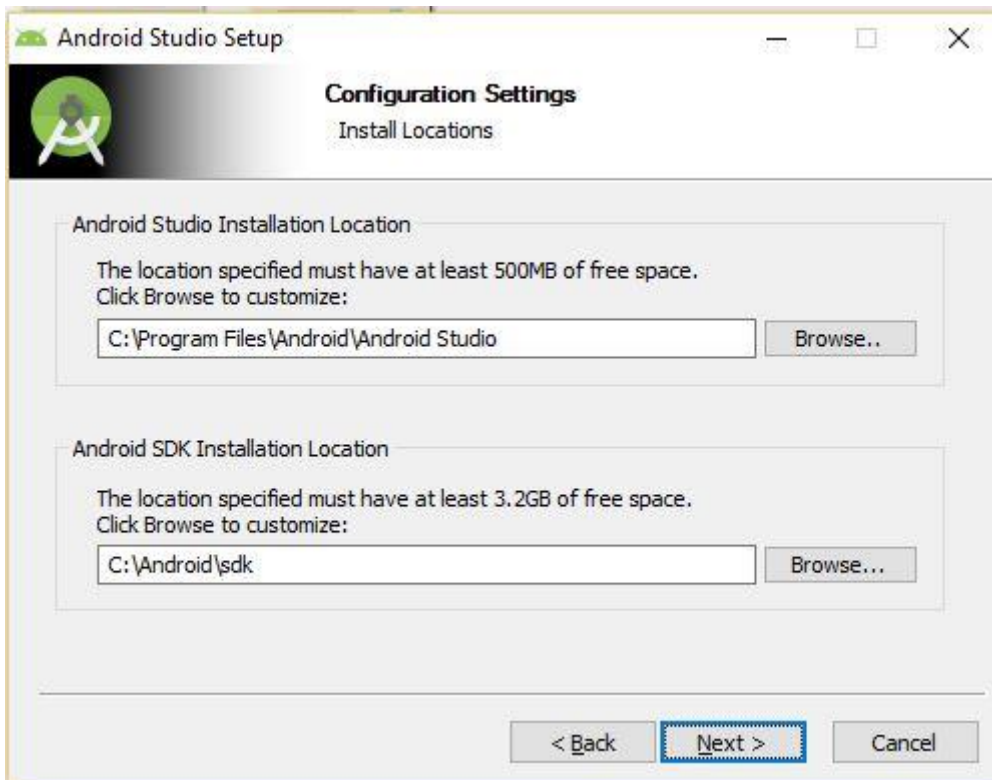 Android Studio Setup
Configuration Settings
Install Locations
Android Studio Installation Location
The location specified must have at least 500MB of free space.
Click Browse to customize:
C:\Program Files\Android\Android Studio
Browse..
Android SDK Installation Location
The location specified must have at least 3.2GB of free space.
Click Browse to customize:
C:\Android\sdk
Browse...
< Back
Next >
Cancel